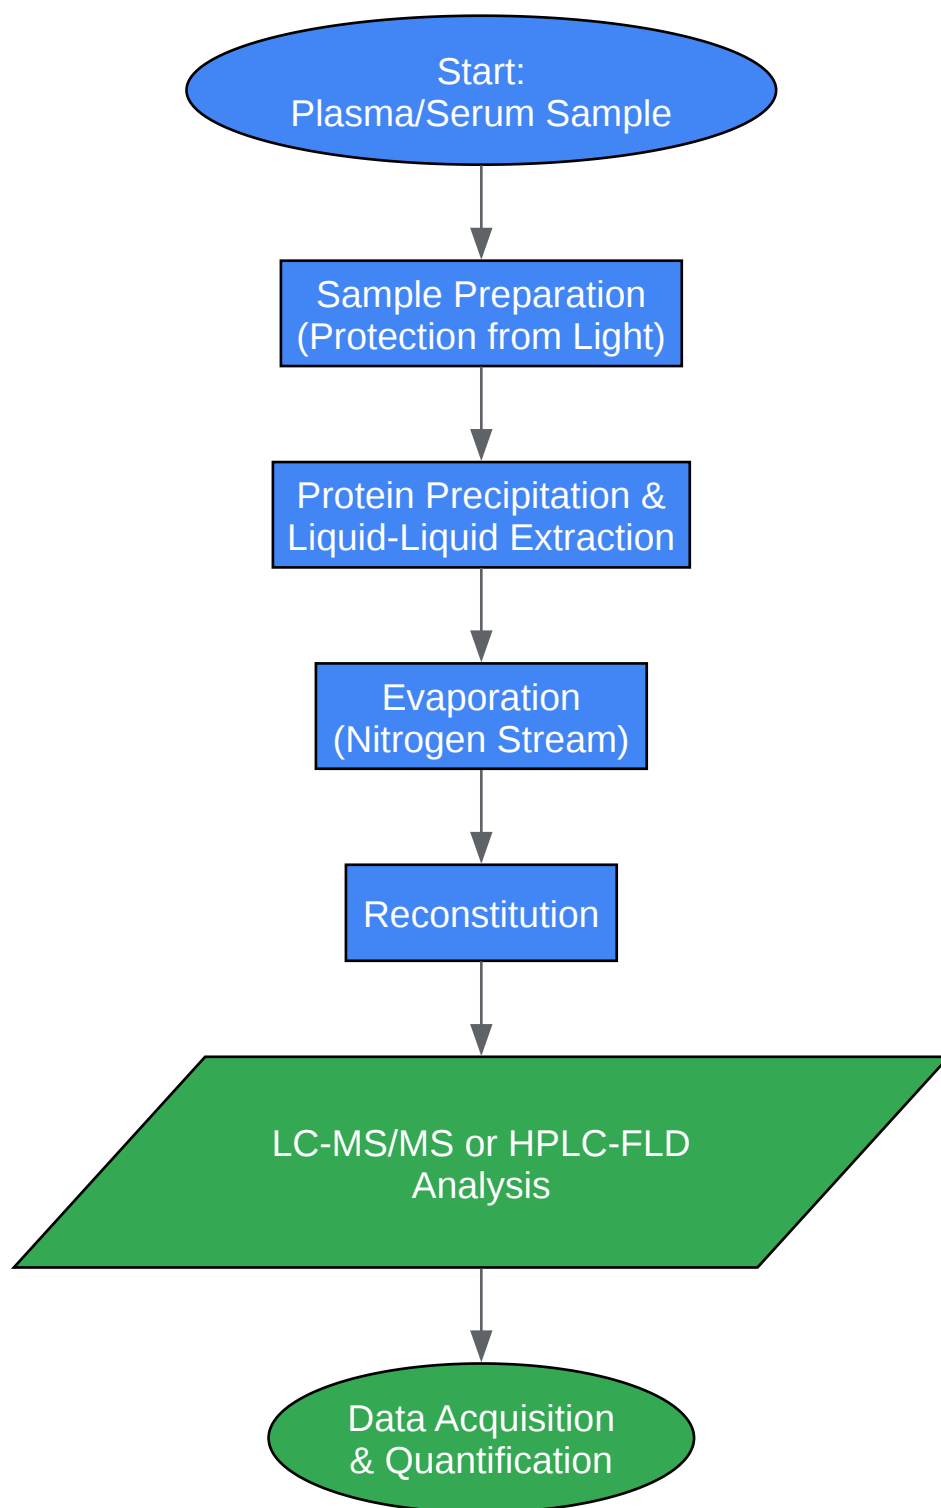 Start:
Plasma/Serum Sample
Sample Preparation
(Protection from Light)
Protein Precipitation &
Liquid-Liquid Extraction
Evaporation
(Nitrogen Stream)
Reconstitution
LC-MS/MS or HPLC-FLD
Analysis
Data Acquisition
& Quantification